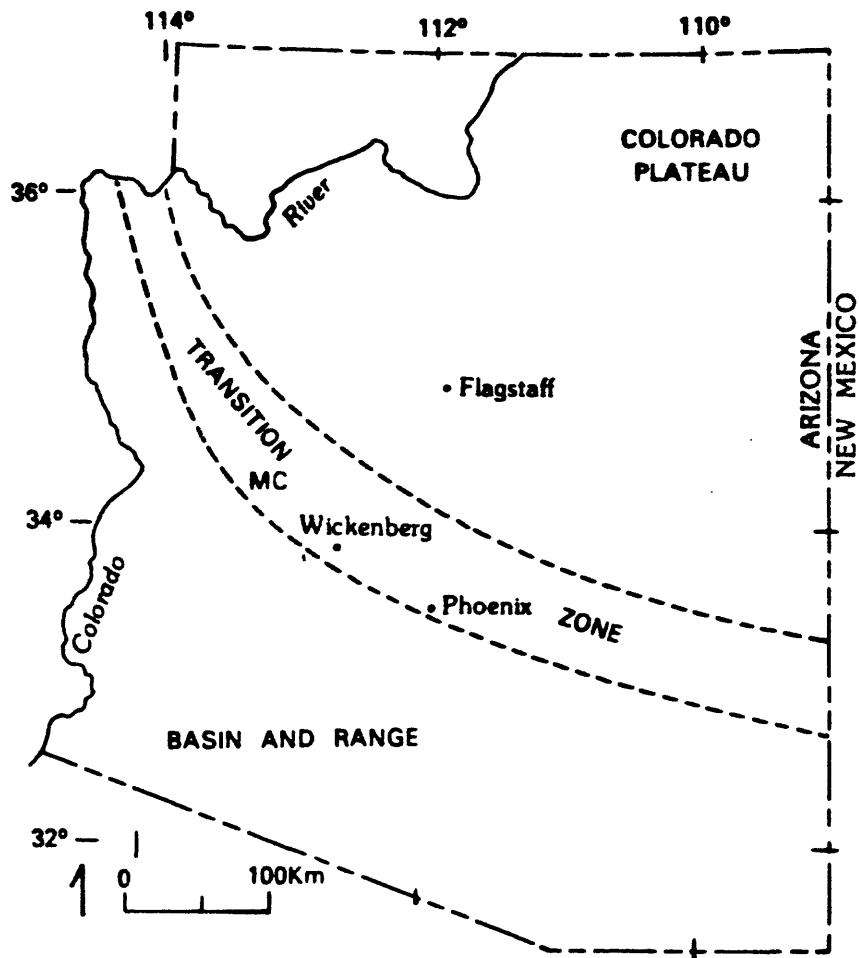 114°
112°
110°
COLORADO
PLATEAU
36°
River
ARIZONA
NEW MEXICO
TRANSITION
Flagstaff
MC
34°
Wickenberg
Phoenix
ZONE
Colorado
BASIN AND RANGE
32°
0
100Km